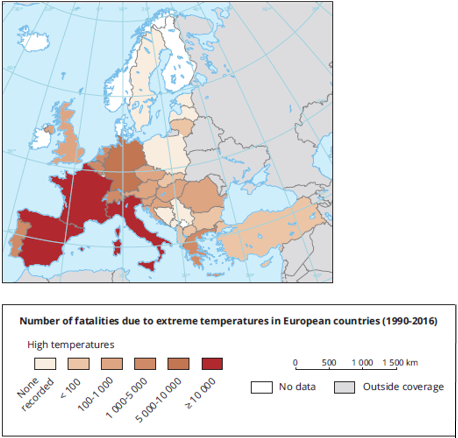 Number of fatalities due to extreme temperatures in European countries (1990-2016)
High temperatures
0 500 1 000 1 500 km
None recorded
< 100
100-1 000
1 000-5 000
5 000-10 000
≥ 10 000
No data
Outside coverage